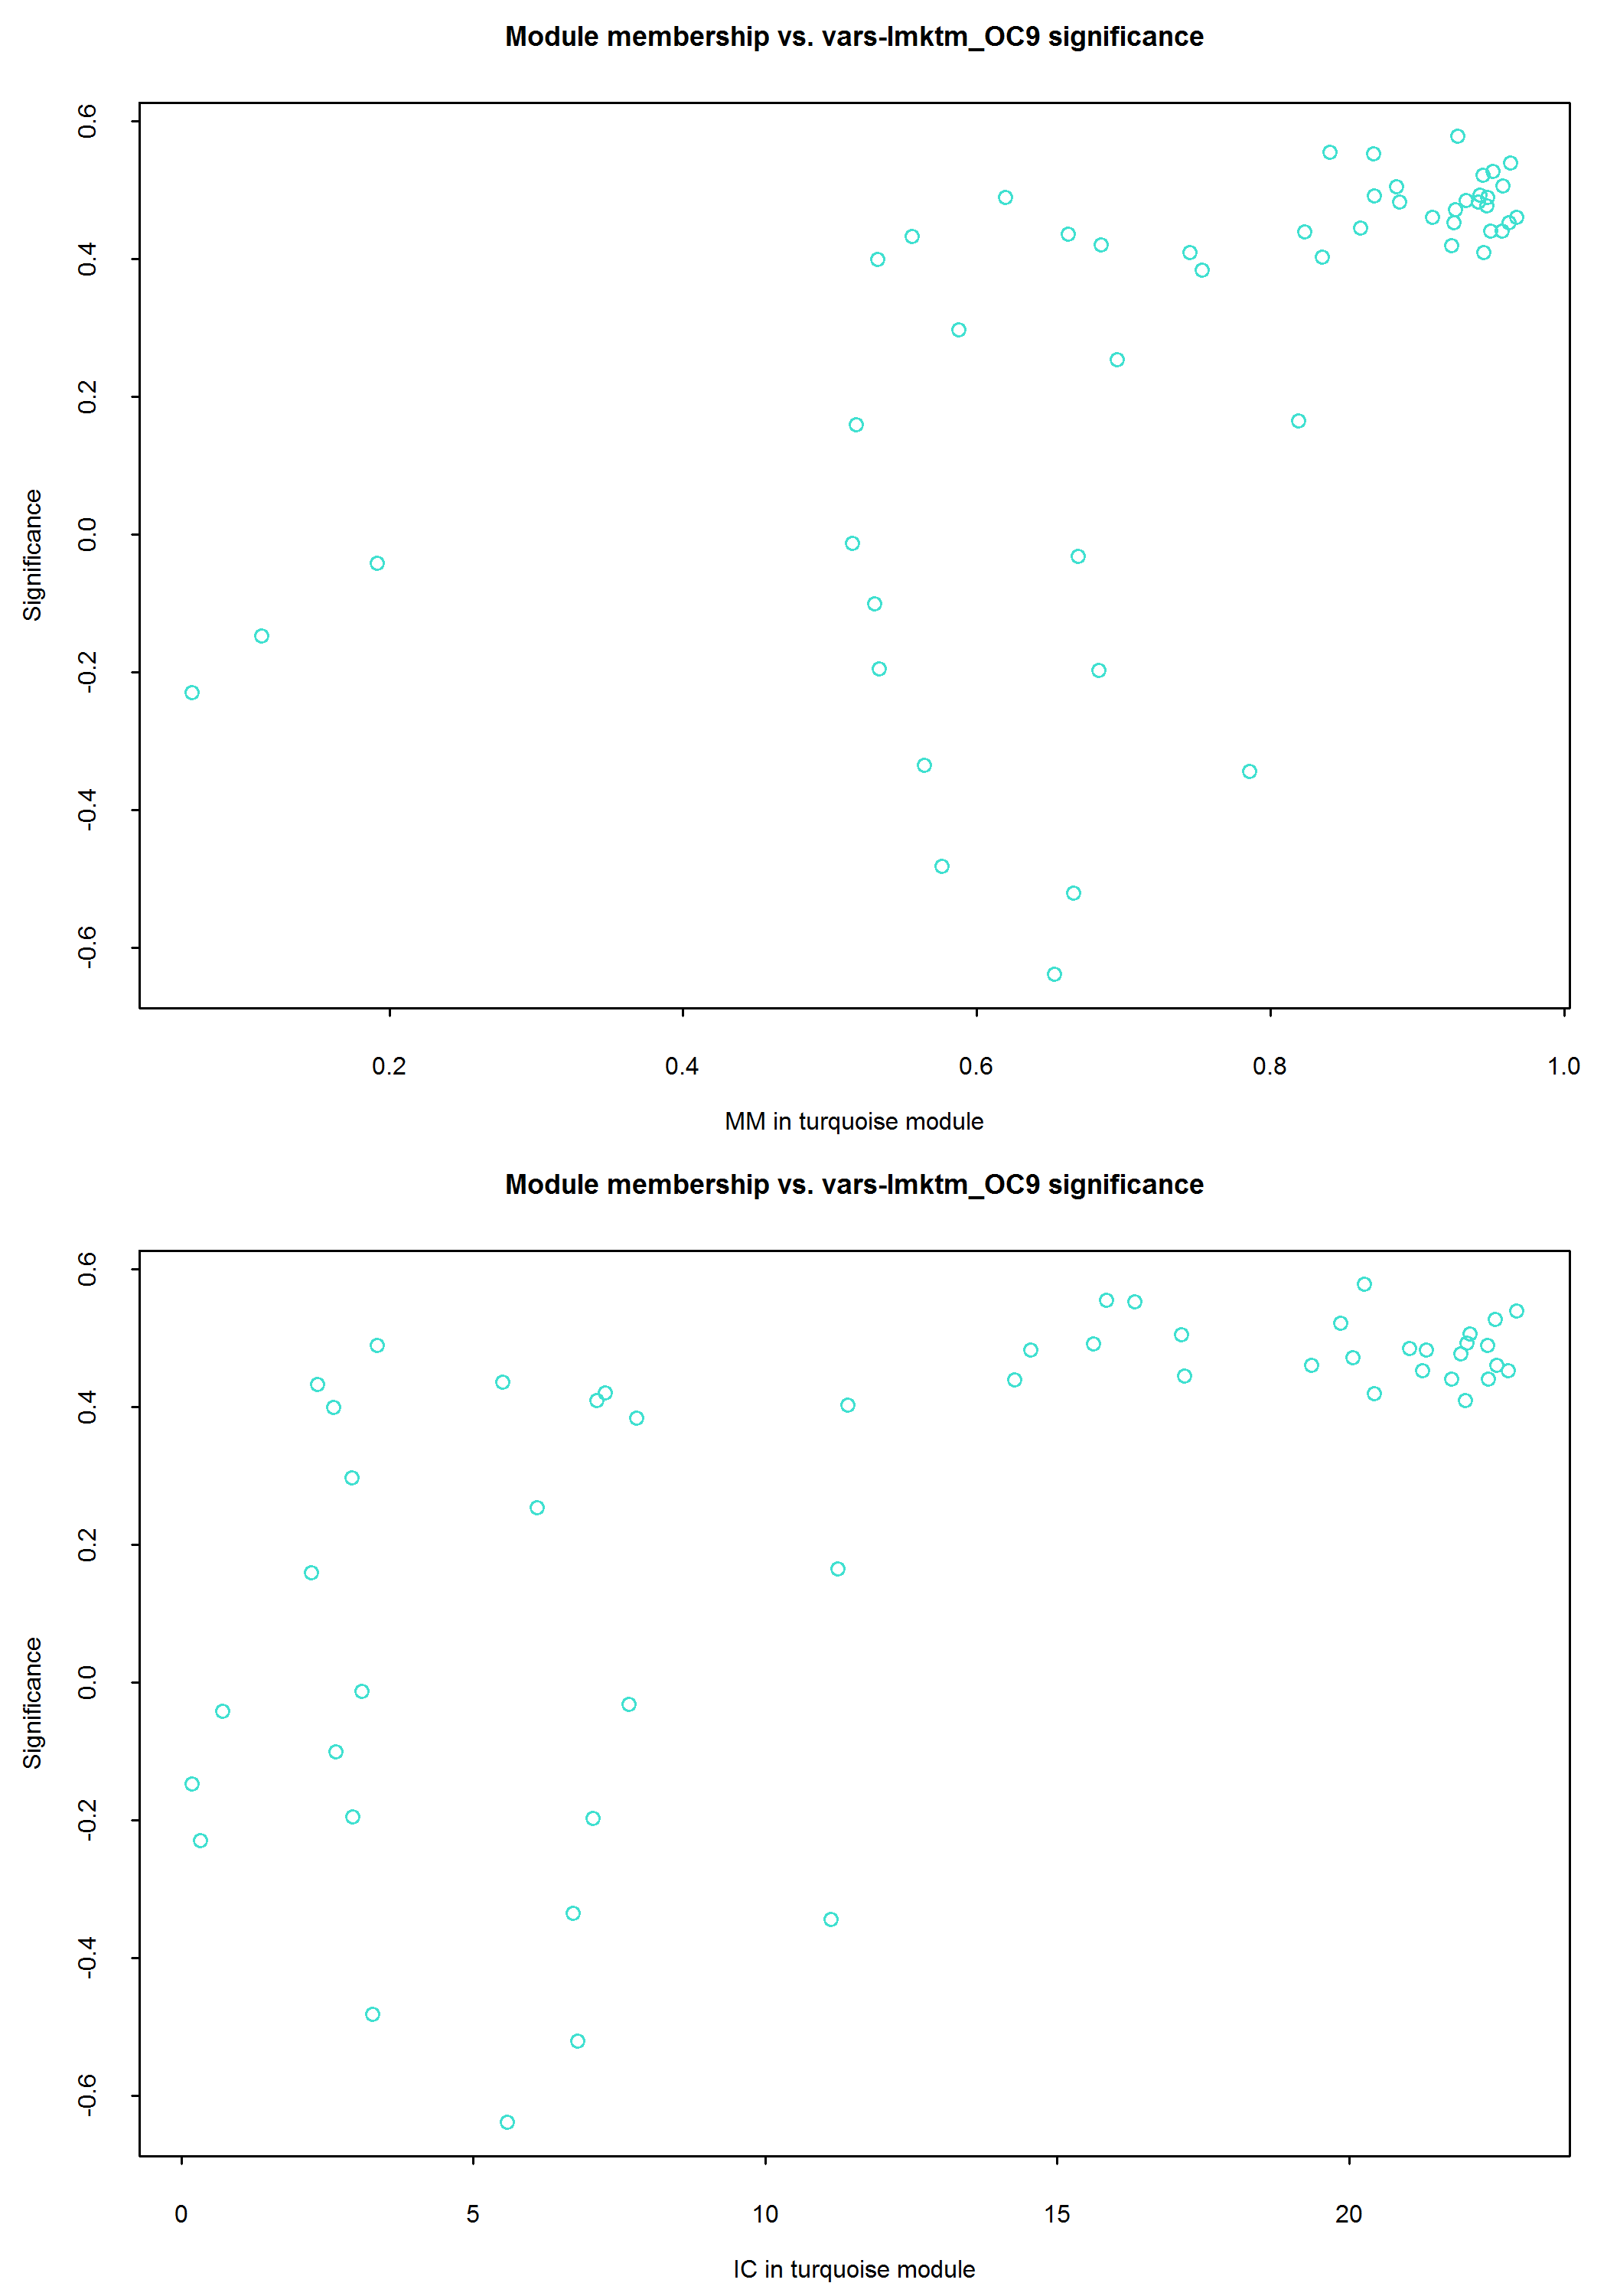 Module membership vs. vars-lmktm_OC9 significance
0.6
0.4
0.2
0.0
-0.2
-0.4
-0.6
Significance
0.2 0.4 0.6 0.8 1.0
MM in turquoise module
Module membership vs. vars-lmktm_OC9 significance
0.6
0.4
0.2
0.0
-0.2
-0.4
-0.6
Significance
0 5 10 15 20
IC in turquoise module